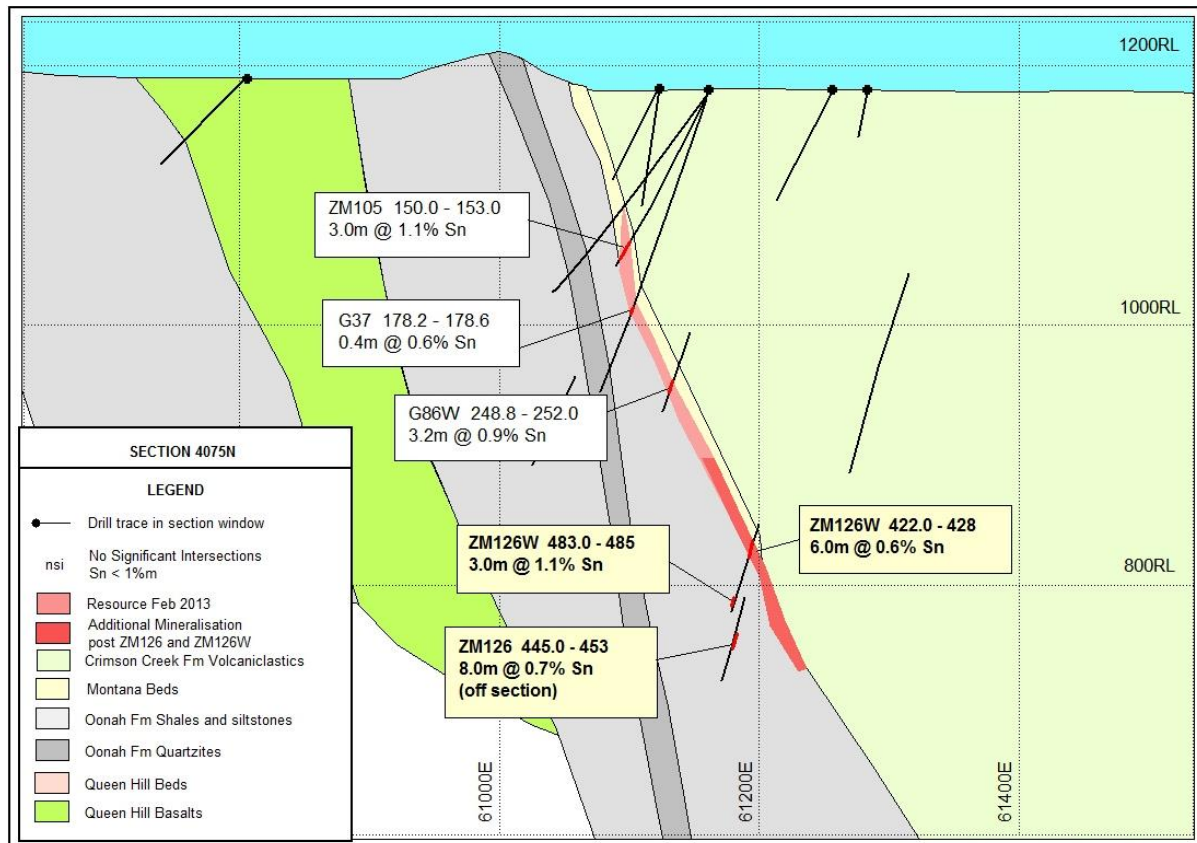 1200RL
ZM105 150.0 - 153.0
3.0m @ 1.1% Sn
1000RL
G37 178.2 - 178.6
0.4m @ 0.6% Sn
G86W 248.8 - 252.0
3.2m @ 0.9% Sn
ZM126W 422.0 - 428
6.0m @ 0.6% Sn
ZM126W 483.0 - 485
3.0m @ 1.1% Sn
800RL
ZM126 445.0 - 453
8.0m @ 0.7% Sn
(off section)
61000E
61200E
61400E
SECTION 4075N
LEGEND
Drill trace in section window
nsi No Significant Intersections
Sn < 1%m
Resource Feb 2013
Additional Mineralisation
post ZM126 and ZM126W
Crimson Creek Fm Volcaniclastics
Montana Beds
Oonah Fm Shales and siltstones
Oonah Fm Quartzites
Queen Hill Beds
Queen Hill Basalts